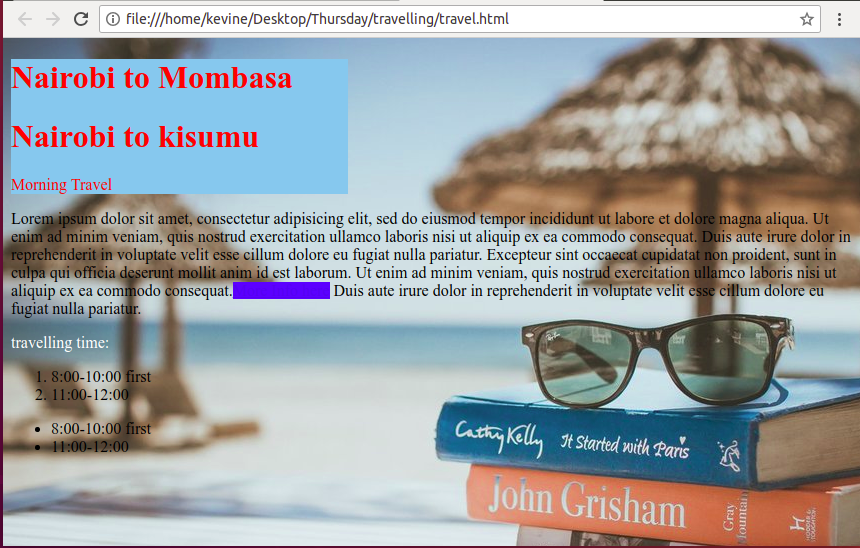 file:///home/kevine/Desktop/Thursday/travelling/travel.html
Nairobi to Mombasa
Nairobi to kisumu
Morning Travel
Lorem ipsum dolor sit amet, consectetur adipisicing elit, sed do eiusmod tempor incididunt ut labore et dolore magna aliqua. Ut
enim ad minim veniam, quis nostrud exercitation ullamco laboris nisi ut aliquip ex ea commodo consequat. Duis aute irure dolor in
reprehenderit in voluptate velit esse cillum dolore eu fugiat nulla pariatur. Excepteur sint occaecat cupidatat non proident, sunt in
culpa qui officia deserunt mollit anim id est laborum. Ut enim ad minim veniam, quis nostrud exercitation ullamco laboris nisi ut
aliquip ex ea commodo consequat. Duis aute irure dolor in reprehenderit in voluptate velit esse cillum dolore eu
fugiat nulla pariatur.
travelling time:
1. 8:00-10:00 first
2. 11:00-12:00
• 8:00-10:00 first
• 11:00-12:00
Ray-Ban
Cathy Kelly It Started with Paris
John Grisham Gray Mountain
HODDER & STOUGHTON